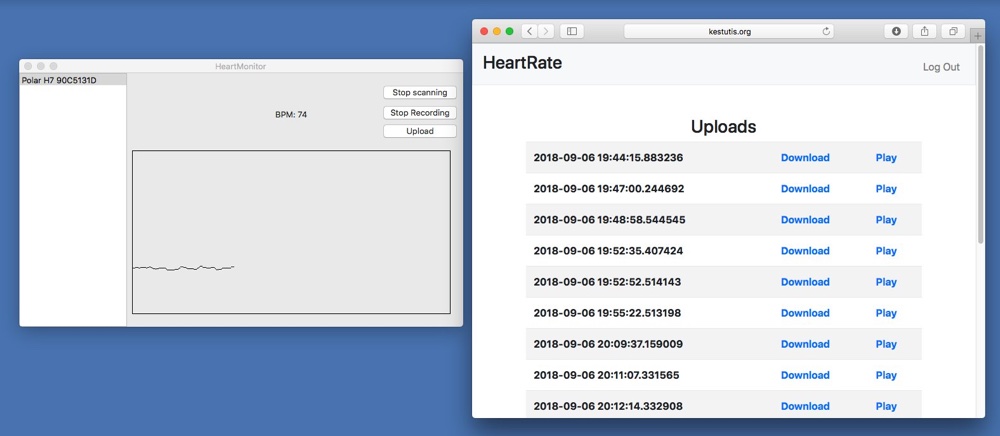 HeartMonitor
Polar H7 90C5131D
Stop scanning
BPM: 74
Stop Recording
Upload
kestutis.org
HeartRate
Log Out
Uploads
2018-09-06 19:44:15.883236 Download Play
2018-09-06 19:47:00.244692 Download Play
2018-09-06 19:48:58.544545 Download Play
2018-09-06 19:52:35.407424 Download Play
2018-09-06 19:52:52.514143 Download Play
2018-09-06 19:55:22.513198 Download Play
2018-09-06 20:09:37.159009 Download Play
2018-09-06 20:11:07.331565 Download Play
2018-09-06 20:12:14.332908 Download Play